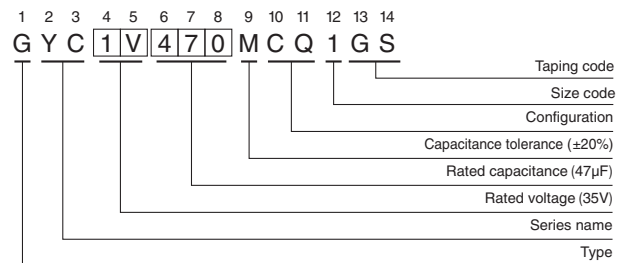 1 2 3 4 5 6 7 8 9 10 11 12 13 14
G Y C 1 V 4 7 0 M C Q 1 G S
Taping code
Size code
Configuration
Capacitance tolerance (±20%)
Rated capacitance (47µF)
Rated voltage (35V)
Series name
Type